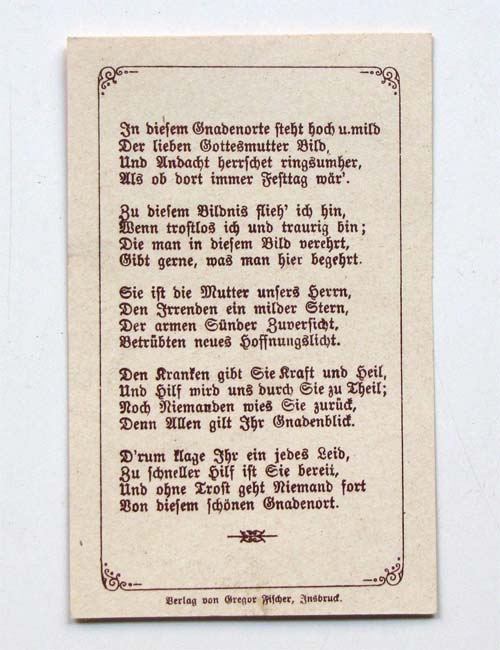 In diesem Gnadenorte steht hoch u. mild
Der lieben Gottesmutter Bild,
Und Andacht herrschet ringsumher,
Als ob dort immer Festtag wär'.
Zu diesem Bildnis flieh' ich hin,
Wenn trostlos ich und traurig bin;
Die man in diesem Bild verehrt,
Gibt gerne, was man hier begehrt.
Sie ist die Mutter unsers Herrn,
Den Irrenden ein milder Stern,
Der armen Sünder Zuversicht,
Betrübten neues Hoffnungslicht.
Den Kranken gibt Sie Kraft und Heil,
Und Hilf wird uns durch Sie zu Theil;
Noch Niemanden wies Sie zurück,
Denn Allen gilt Ihr Gnadenblick.
D'rum klage Ihr ein jedes Leid,
Zu schneller Hilf ist Sie bereit,
Und ohne Trost geht Niemand fort
Von diesem schönen Gnadenort.
Verlag von Gregor Fischer, Insbruck.